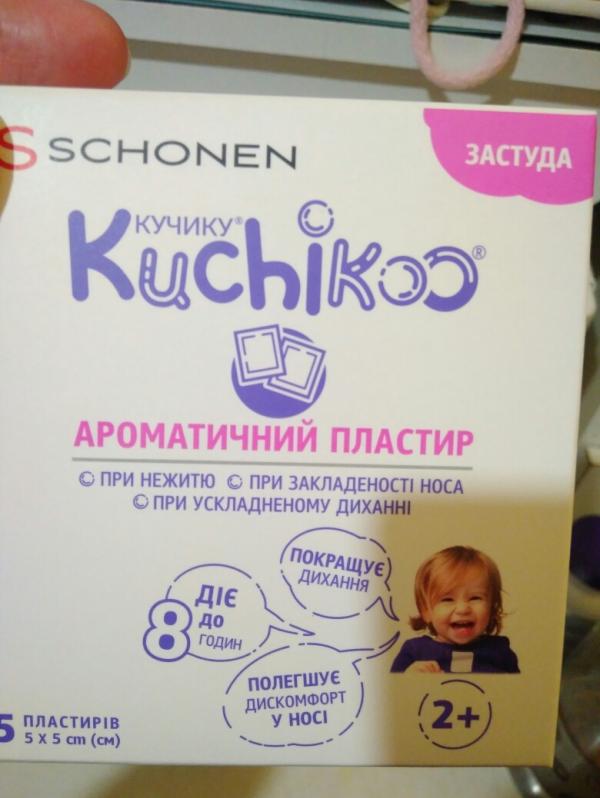 SCHONEN
ЗАСТУДА
КУЧИКУ®
Kuchikoo®
АРОМАТИЧНИЙ ПЛАСТИР
ПРИ НЕЖИТЮ ПРИ ЗАКЛАДЕНОСТІ НОСА
ПРИ УСКЛАДНЕНОМУ ДИХАННІ
ПОКРАЩУЄ
ДИХАННЯ
ДІЄ
до
8 ГОДИН
ПОЛЕГШУЄ
ДИСКОМФОРТ
У НОСІ
2+
5 ПЛАСТИРІВ
5 X 5 cm (см)